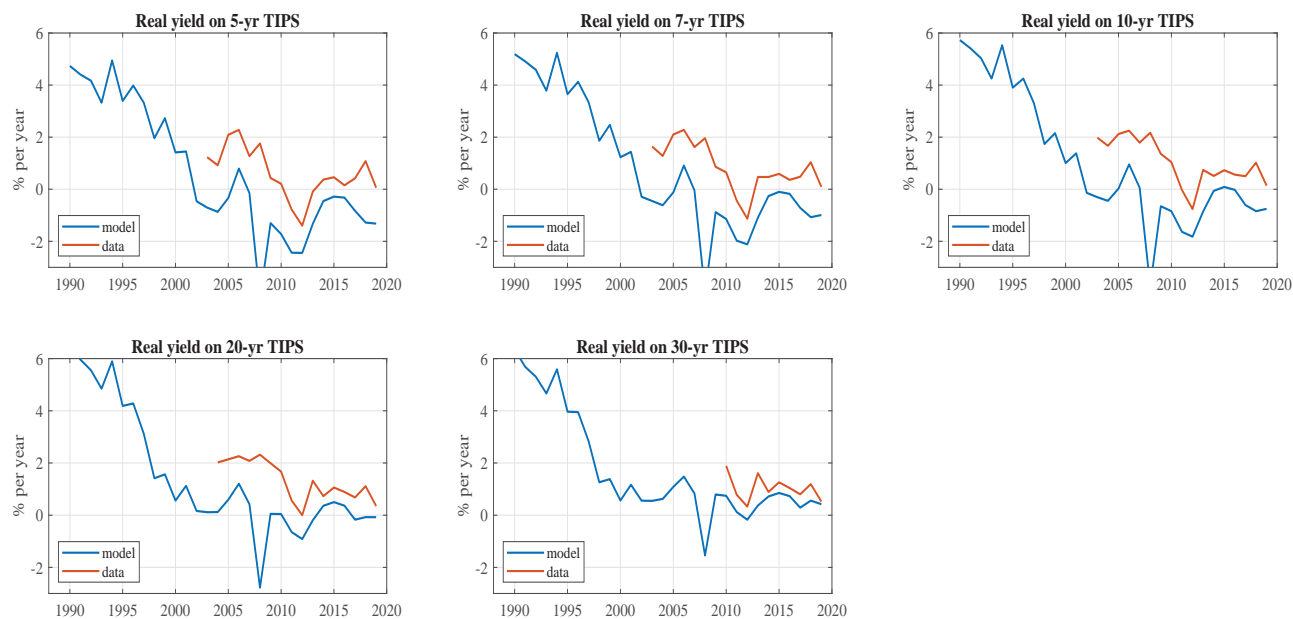 Real yield on 5-yr TIPS
6
4
2
0
-2
% per year
model
data
1990 1995 2000 2005 2010 2015 2020
Real yield on 7-yr TIPS
6
4
2
0
-2
% per year
model
data
1990 1995 2000 2005 2010 2015 2020
Real yield on 10-yr TIPS
6
4
2
0
-2
% per year
model
data
1990 1995 2000 2005 2010 2015 2020
Real yield on 20-yr TIPS
6
4
2
0
-2
% per year
model
data
1990 1995 2000 2005 2010 2015 2020
Real yield on 30-yr TIPS
6
4
2
0
-2
% per year
model
data
1990 1995 2000 2005 2010 2015 2020